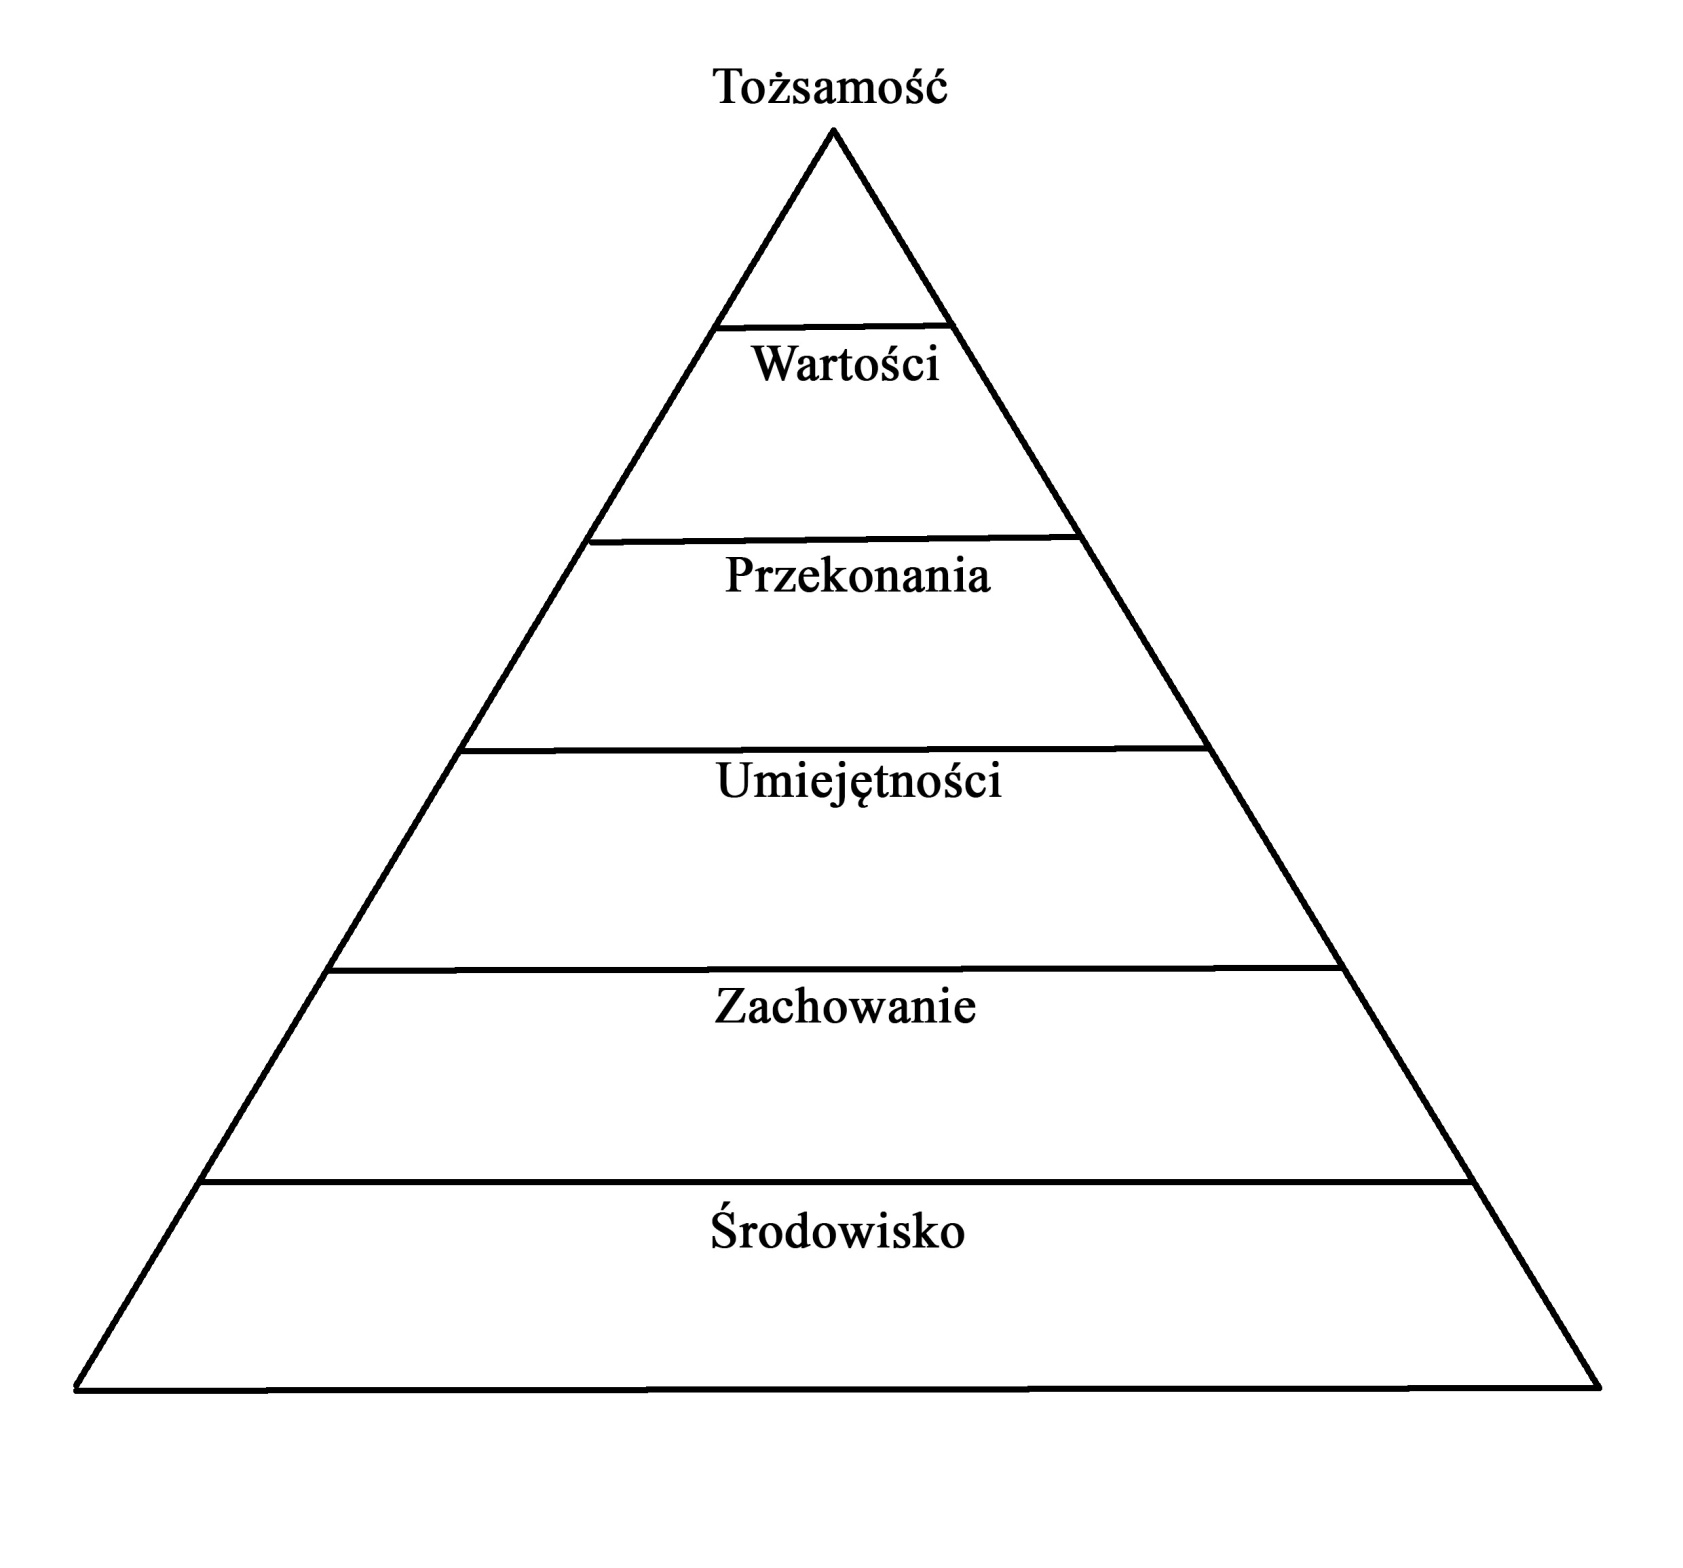 Tożsamość
Wartości
Przekonania
Umiejętności
Zachowanie
Środowisko